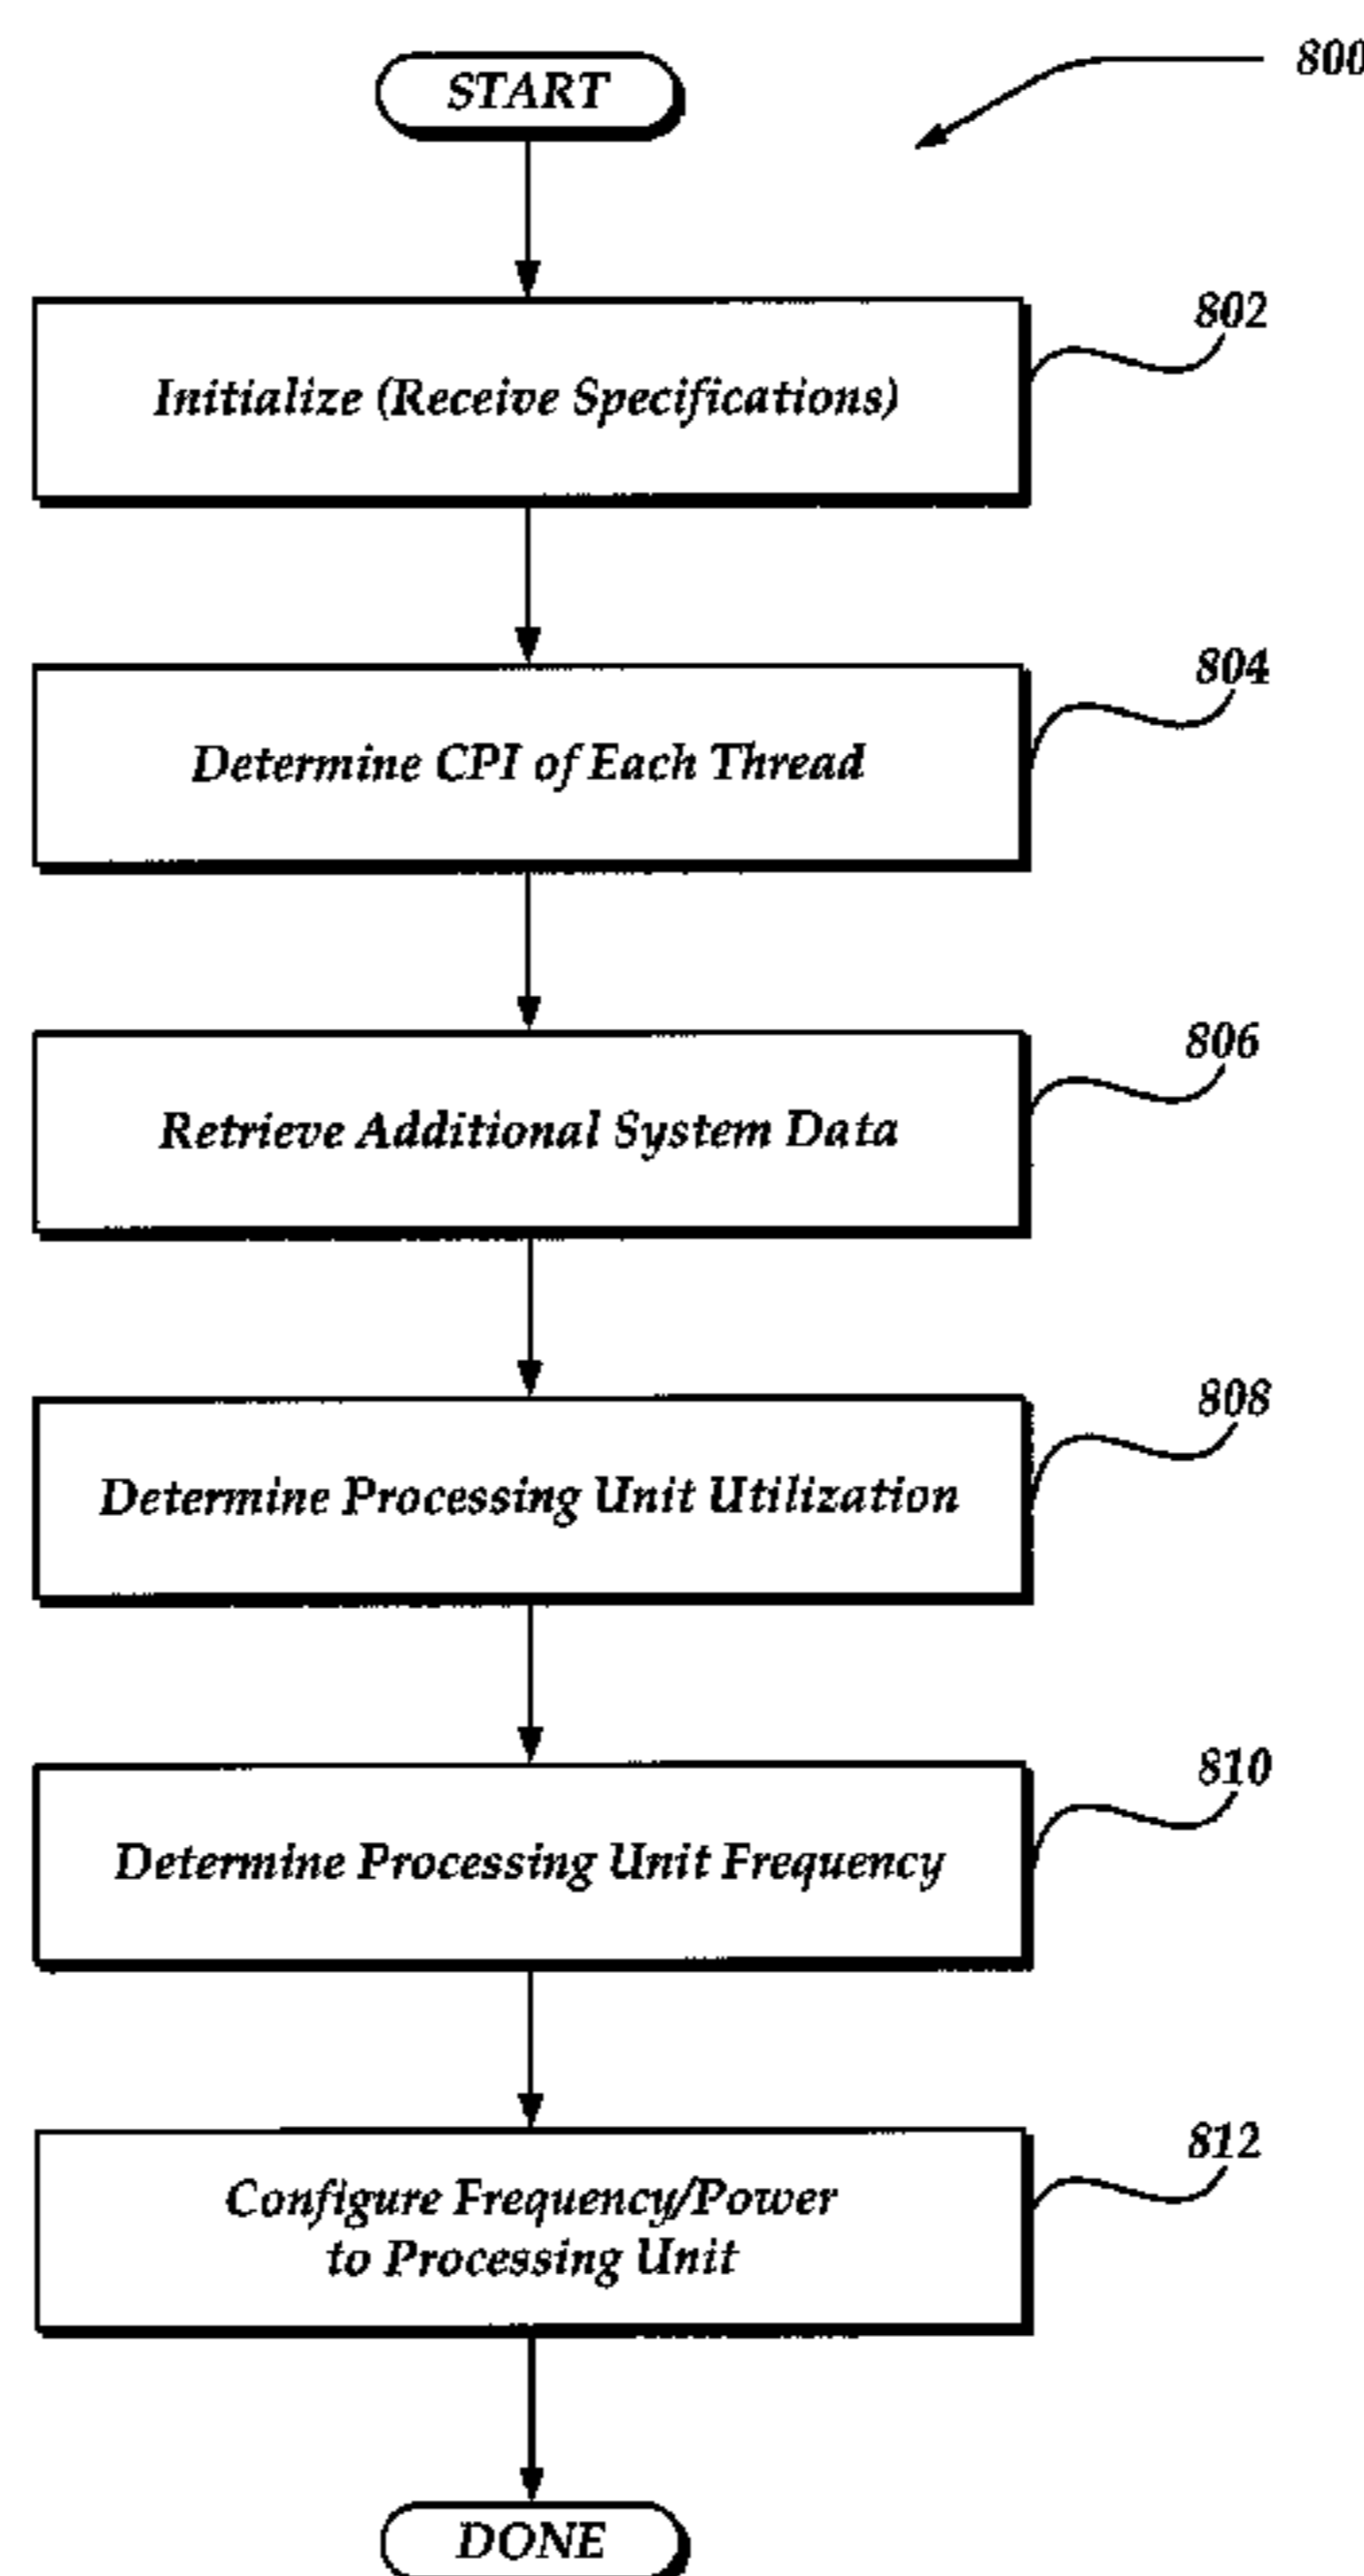 START
800
802
Initialize (Receive Specifications)
804
Determine CPI of Each Thread
806
Retrieve Additional System Data
808
Determine Processing Unit Utilization
810
Determine Processing Unit Frequency
812
Configure Frequency/Power
to Processing Unit
DONE